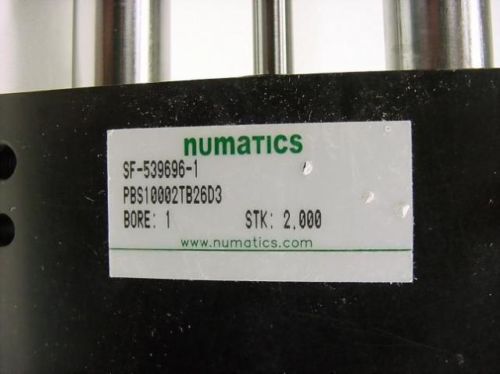 numatics
SF-539696-1
PBS10002TB26D3
BORE: 1 STK: 2,000
www.numatics.com